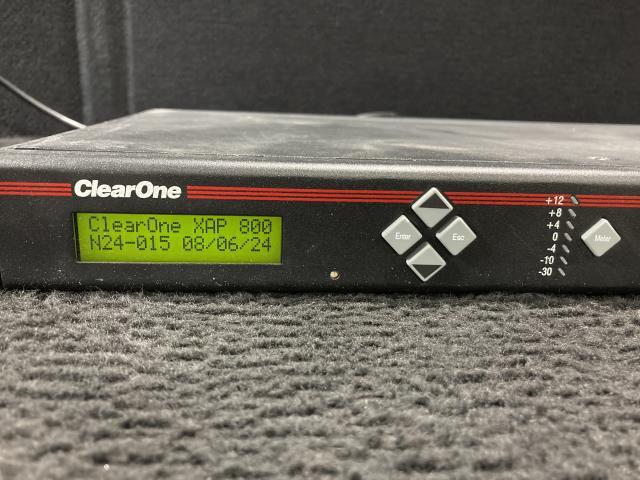 ClearOne
ClearOne XAP 800
N24-015 08/06/24
Enter
Esc
+12
+8
+4
0
-4
-10
-30
Meter